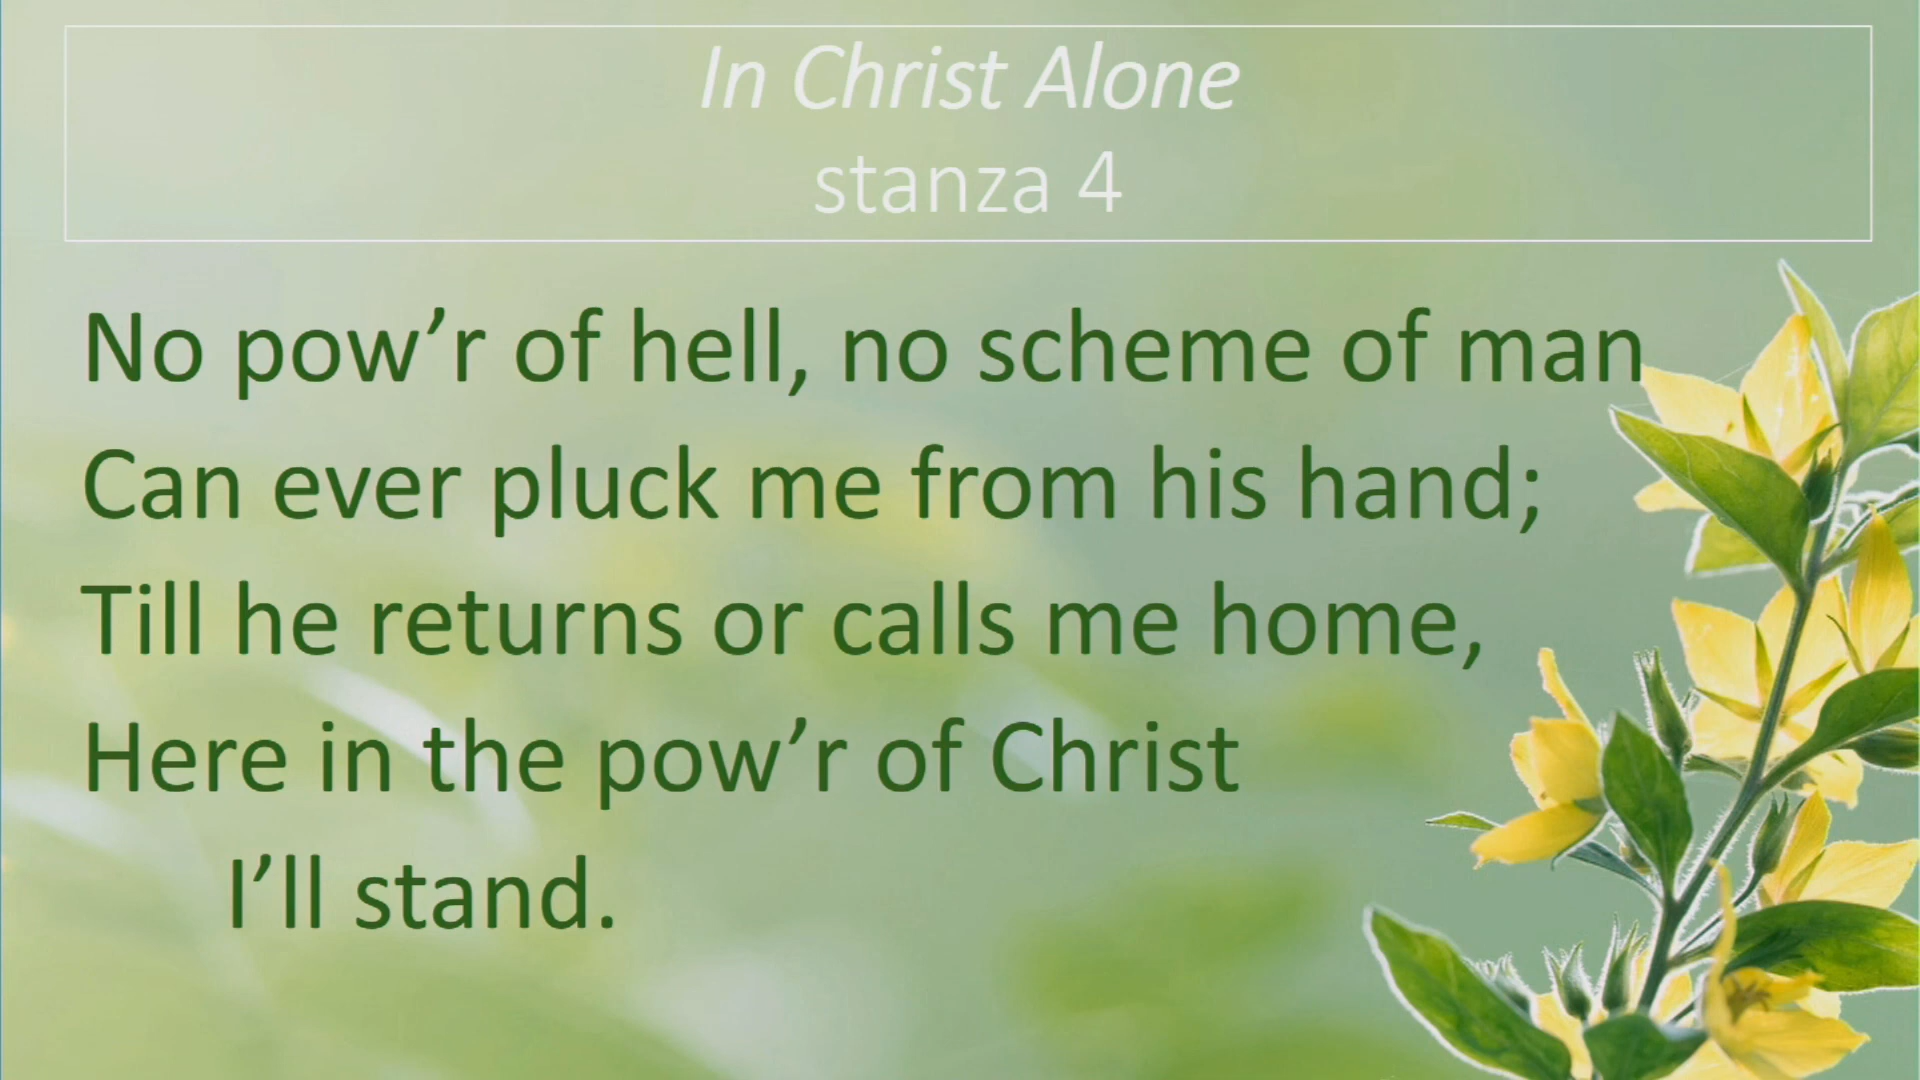 In Christ Alone
stanza 4
No pow’r of hell, no scheme of man
Can ever pluck me from his hand;
Till he returns or calls me home,
Here in the pow’r of Christ
I’ll stand.